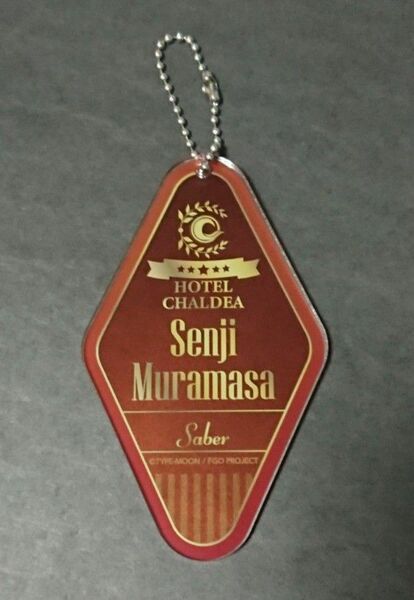 HOTEL
CHALDEA
Senji
Muramasa
Saber
©TYPE-MOON / FGO PROJECT